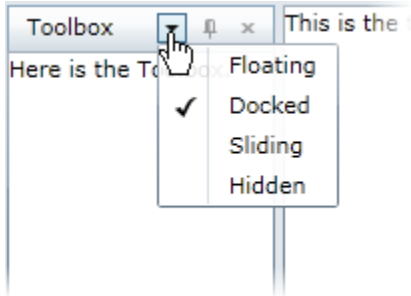 Toolbox
This is the
Here is the To
Floating
Docked
Sliding
Hidden